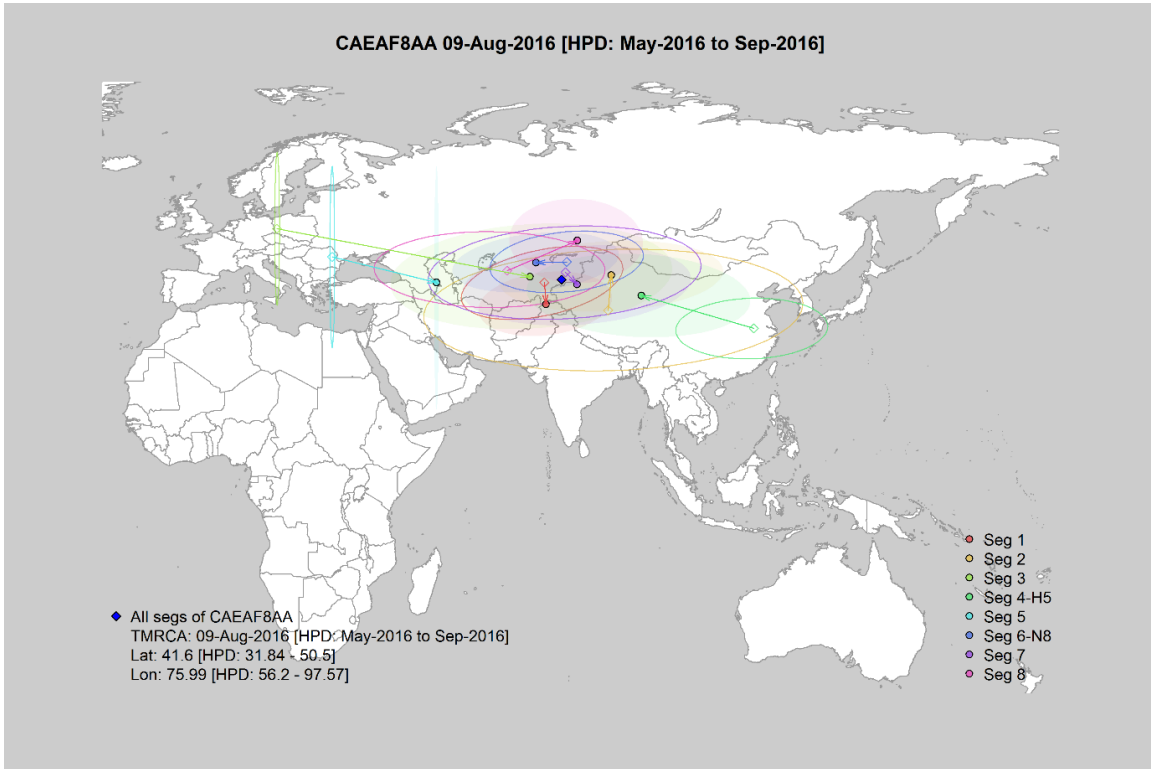 CAEAF8AA 09-Aug-2016 [HPD: May-2016 to Sep-2016]
Seg 1
Seg 2
Seg 3
Seg 4-H5
Seg 5
Seg 6-N8
Seg 7
Seg 8
All segs of CAEAF8AA
TMRCA: 09-Aug-2016 [HPD: May-2016 to Sep-2016]
Lat: 41.6 [HPD: 31.84 - 50.5]
Lon: 75.99 [HPD: 56.2 - 97.57]